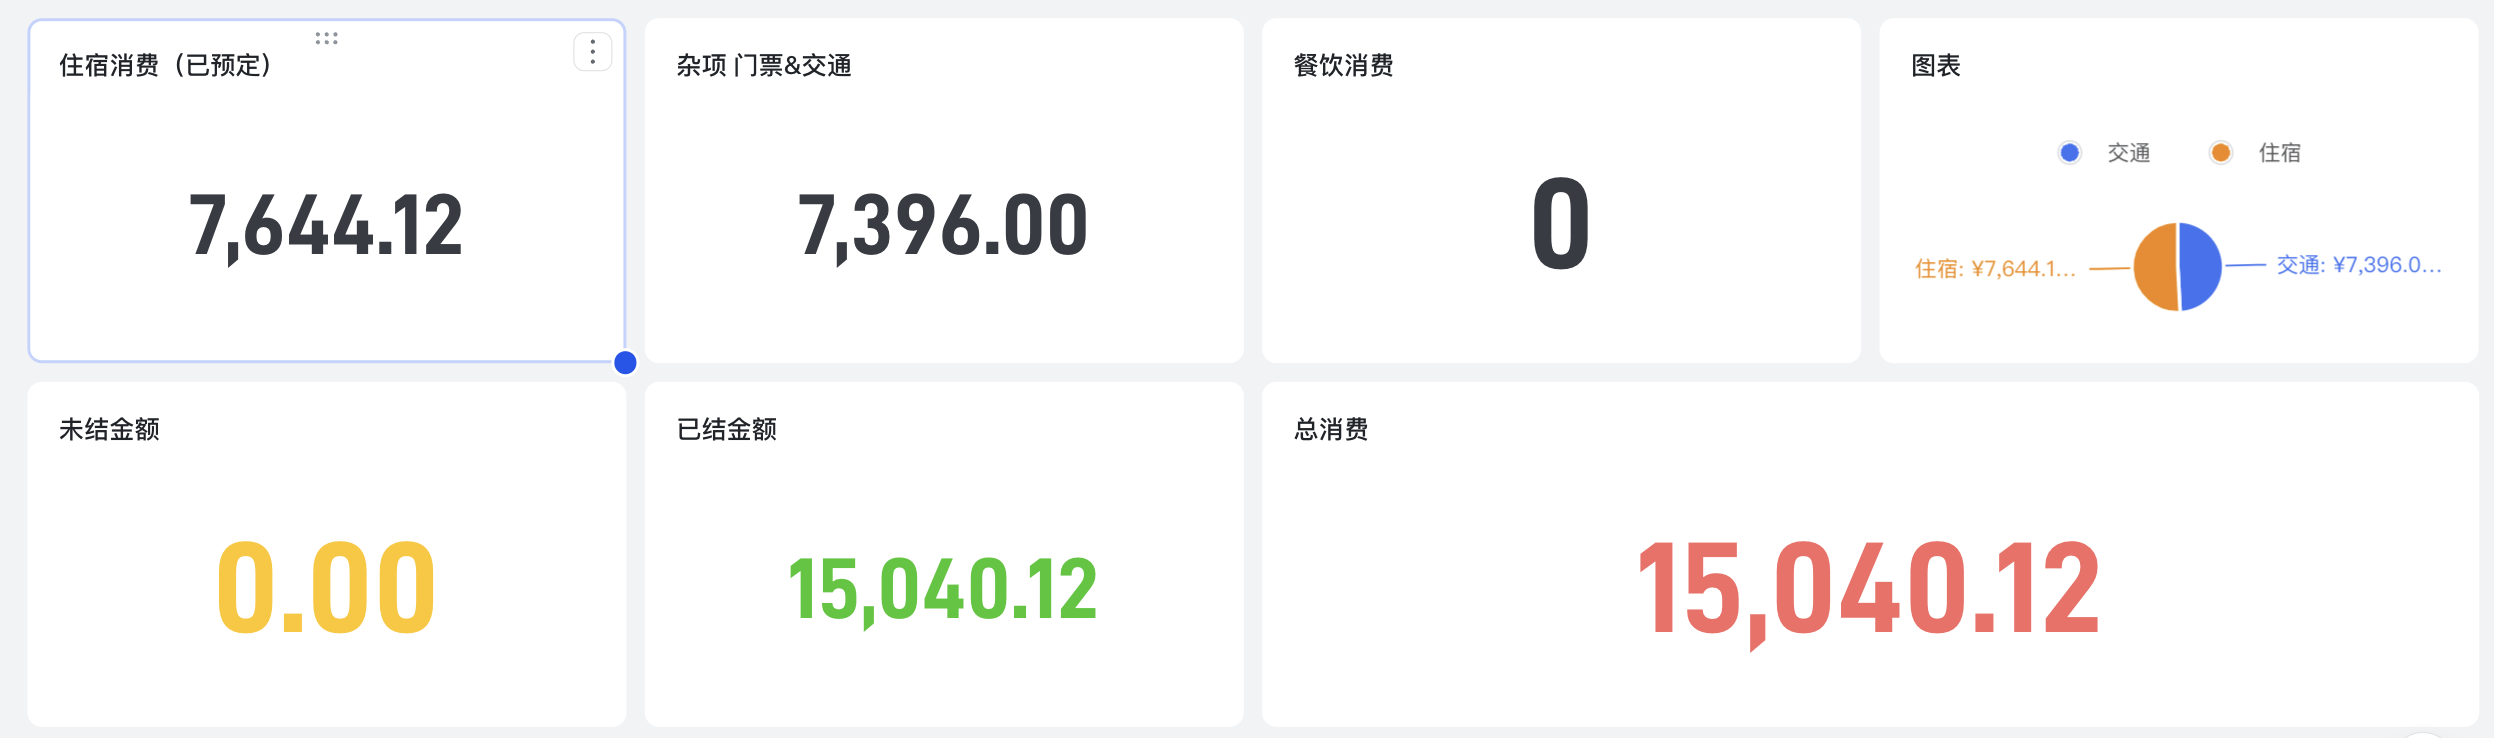 住宿消费（已预定）
7,644.12
杂项 门票&交通
7,396.00
餐饮消费
0
图表
交通 住宿
住宿: ¥7,644.1...
交通: ¥7,396.0...
未结金额
0.00
已结金额
15,040.12
总消费
15,040.12